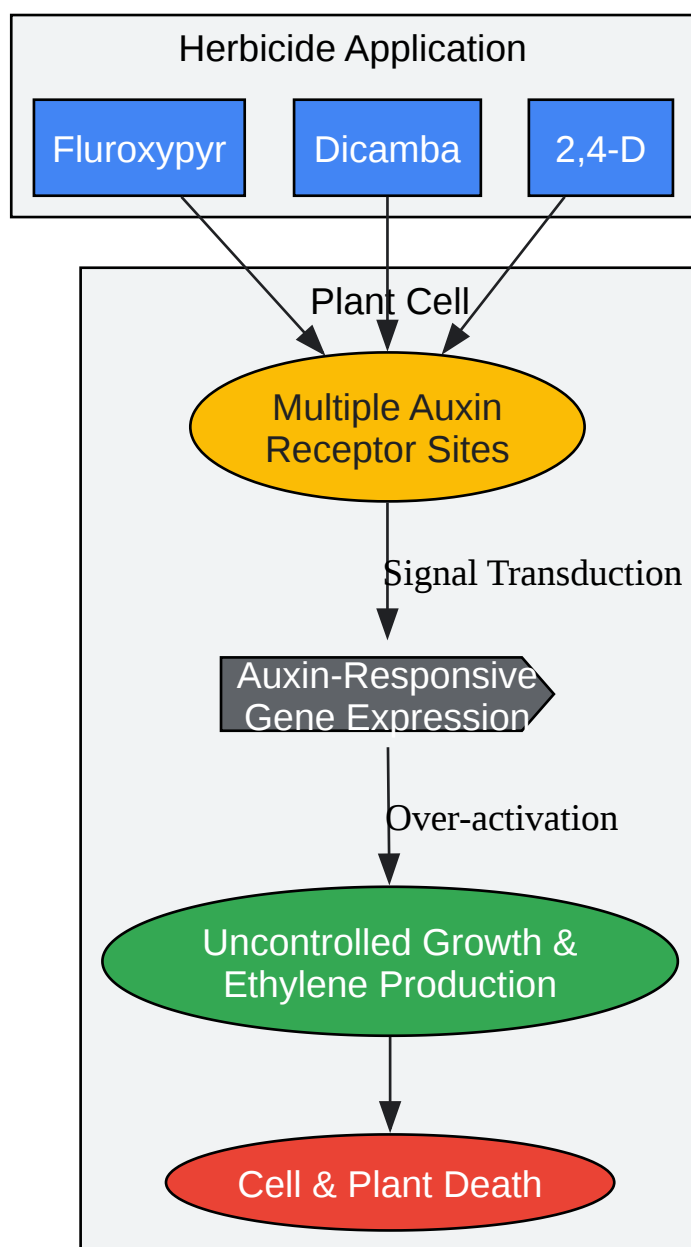 Herbicide Application
Fluroxypyr
Dicamba
2,4-D
Plant Cell
Multiple Auxin
Receptor Sites
Signal Transduction
Auxin-Responsive
Gene Expression
Over-activation
Uncontrolled Growth &
Ethylene Production
Cell & Plant Death